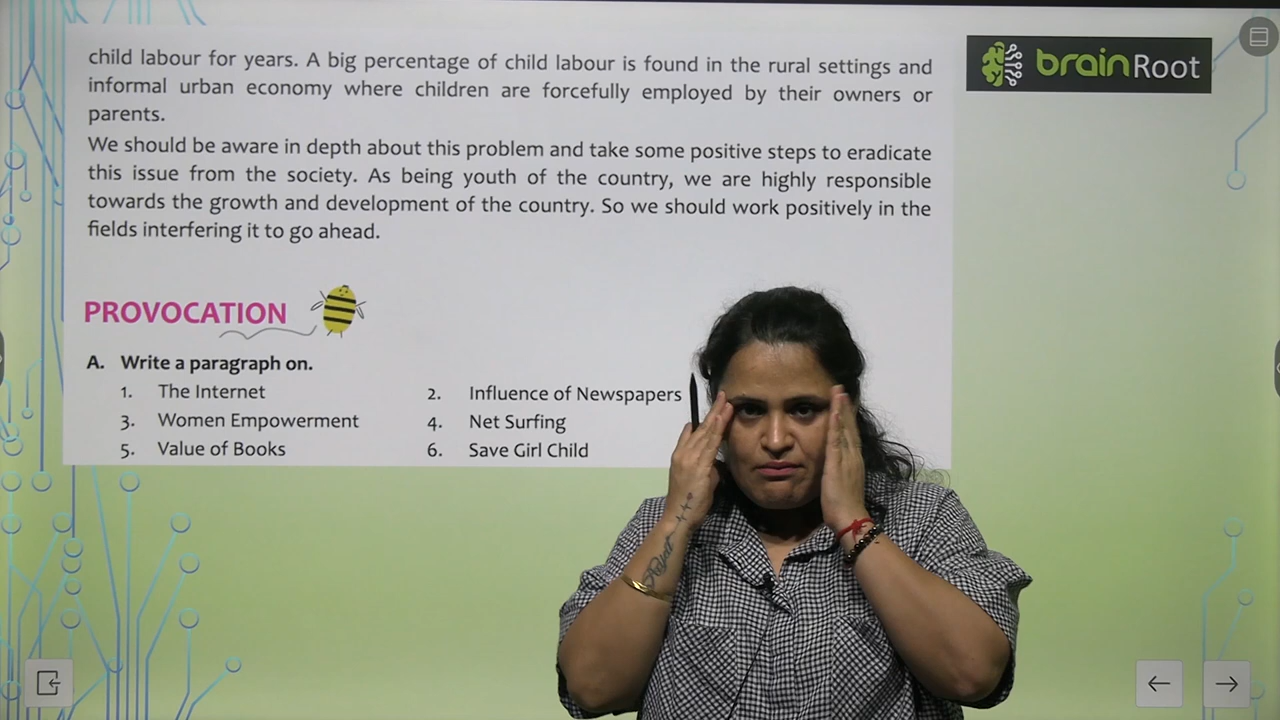 child labour for years. A big percentage of child labour is found in the rural settings and
informal urban economy where children are forcefully employed by their owners or
parents.
We should be aware in depth about this problem and take some positive steps to eradicate
this issue from the society. As being youth of the country, we are highly responsible
towards the growth and development of the country. So we should work positively in the
fields interfering it to go ahead.
brainRoot
PROVOCATION
A. Write a paragraph on.
1. The Internet
2. Influence of Newspapers
3. Women Empowerment
4. Net Surfing
5. Value of Books
6. Save Girl Child